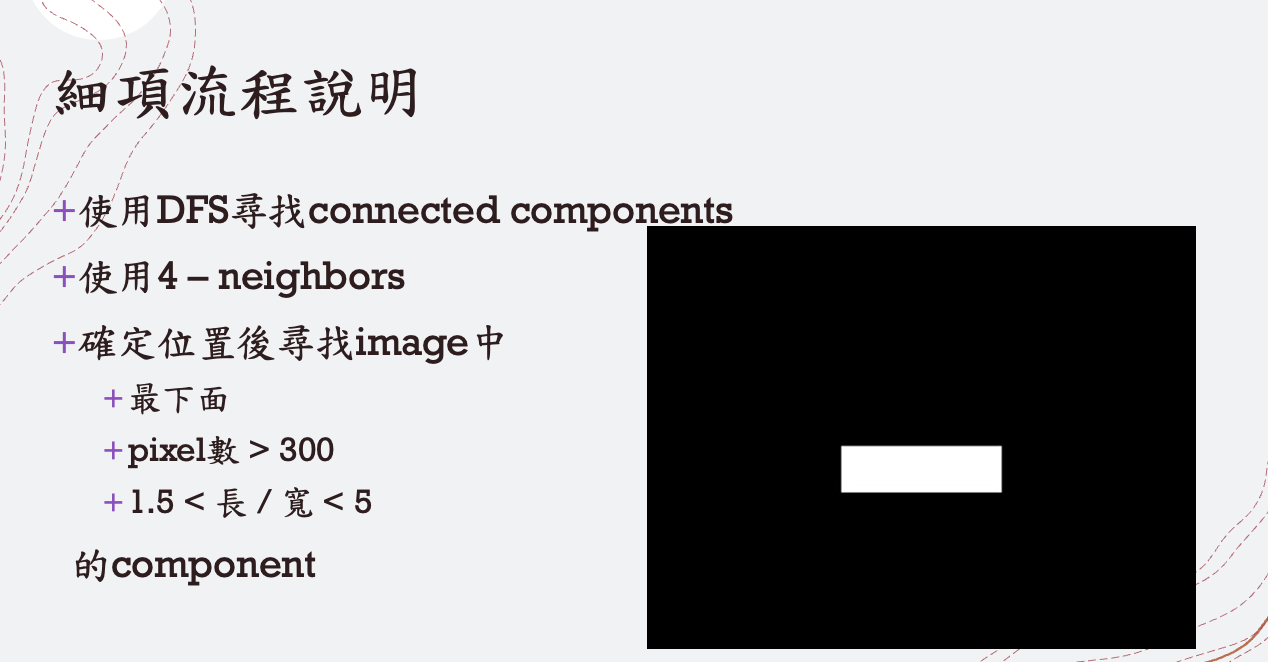 細項流程說明
+使用DFS尋找connected components
+使用4 – neighbors
+確定位置後尋找image中
+最下面
+pixel數 > 300
+1.5 < 長 / 寬 < 5
的component